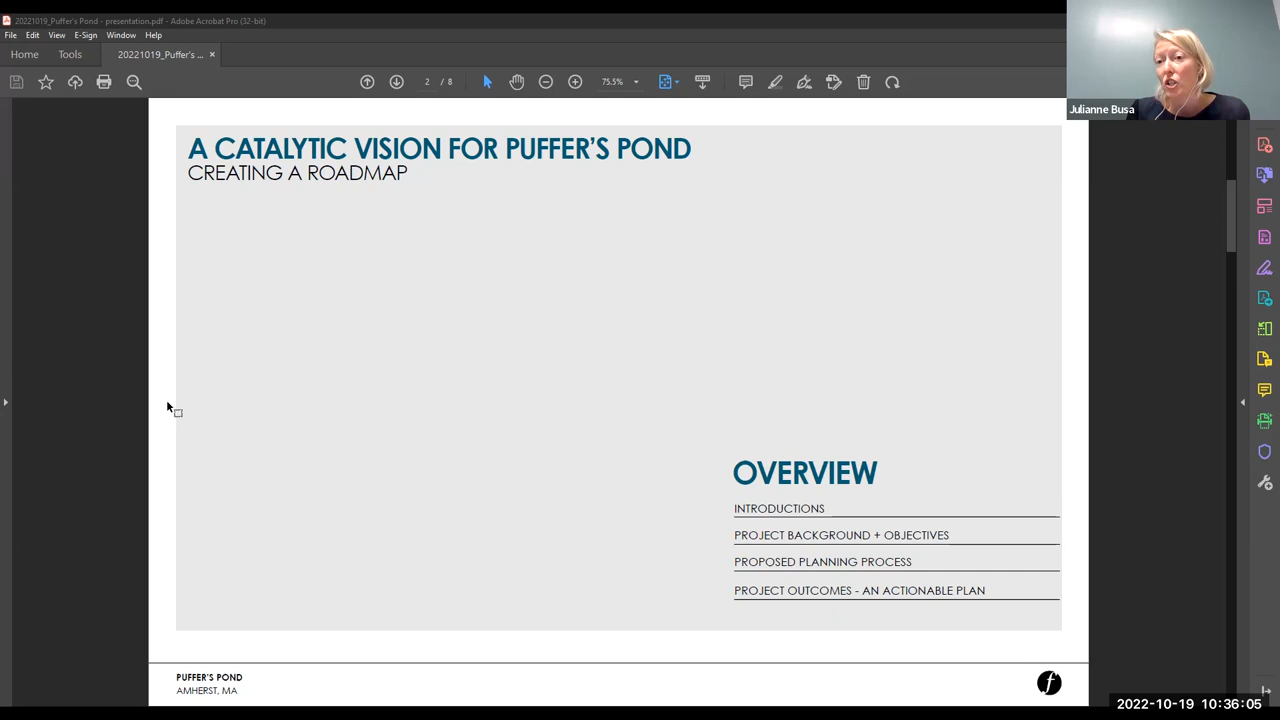 20221019_Puffer's Pond - presentation.pdf - Adobe Acrobat Pro (32-bit)
File Edit View E-Sign Window Help
Home Tools 20221019_Puffer's ... ×
2 / 8 75.5%
Julianne Busa
A CATALYTIC VISION FOR PUFFER'S POND
CREATING A ROADMAP
OVERVIEW
INTRODUCTIONS
PROJECT BACKGROUND + OBJECTIVES
PROPOSED PLANNING PROCESS
PROJECT OUTCOMES - AN ACTIONABLE PLAN
PUFFER'S POND
AMHERST, MA
f
2022-10-19 10:36:05